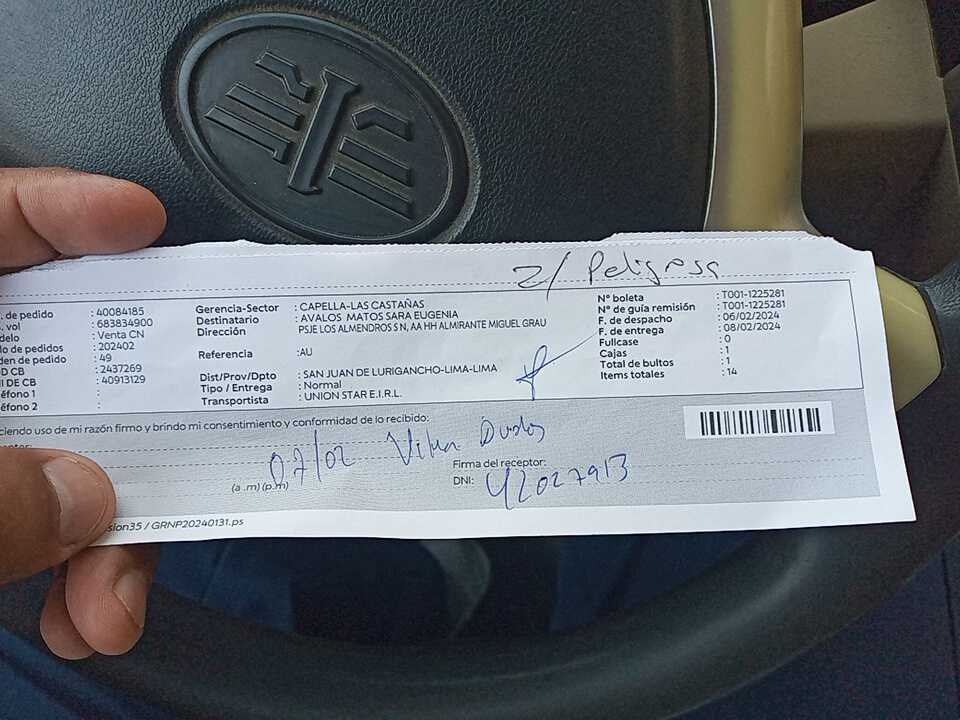 Z/ Peligrosa
. de pedido : 40084185
. vol : 683834900
delo : Venta CN
lo de pedidos : 202402
den de pedido : 49
D CB : 2437269
I DE CB : 40913129
éfono 1 :
éfono 2 :
Gerencia-Sector : CAPELLA-LAS CASTAÑAS
Destinatario : AVALOS MATOS SARA EUGENIA
Dirección PSJE LOS ALMENDROS S N, AA HH ALMIRANTE MIGUEL GRAU
Referencia :AU
Dist/Prov/Dpto : SAN JUAN DE LURIGANCHO-LIMA-LIMA
Tipo / Entrega : Normal
Transportista : UNION STAR E.I.R.L.
N° boleta : T001-1225281
N° de guía remisión : T001-1225281
F. de despacho : 06/02/2024
F. de entrega : 08/02/2024
Fullcase : 0
Cajas : 1
Total de bultos : 1
Items totales : 14
ciendo uso de mi razón firmo y brindo mi consentimiento y conformidad de lo recibido:
07/02
(a .m) (p.m)
Firma del receptor:
DNI: 42027913
sion35 / GRNP20240131.ps